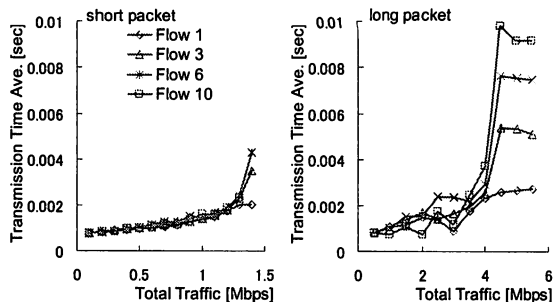 short packet
Flow 1
Flow 3
Flow 6
Flow 10
Transmission Time Ave. [sec]
0.01
0.008
0.006
0.004
0.002
0
0 0.5 1 1.5
Total Traffic [Mbps]
long packet
Transmission Time Ave. [sec]
0.01
0.008
0.006
0.004
0.002
0
0 2 4 6
Total Traffic [Mbps]